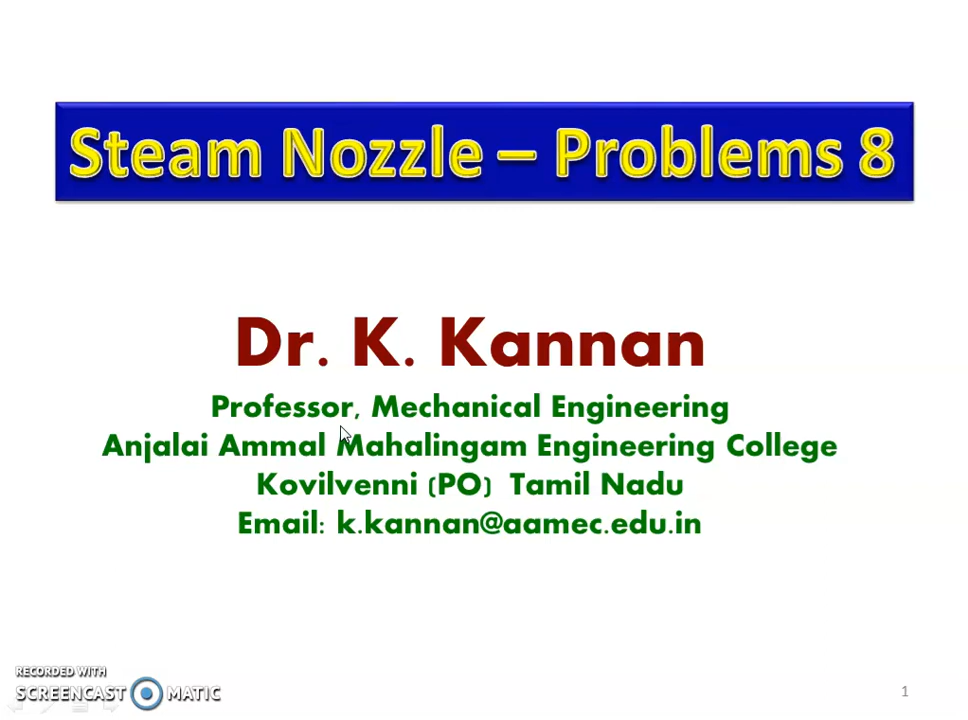 Steam Nozzle – Problems 8
Dr. K. Kannan
Professor, Mechanical Engineering
Anjalai Ammal Mahalingam Engineering College
Kovilvenni (PO) Tamil Nadu
Email: k.kannan@aamec.edu.in
RECORDED WITH
SCREENCAST MATIC
1